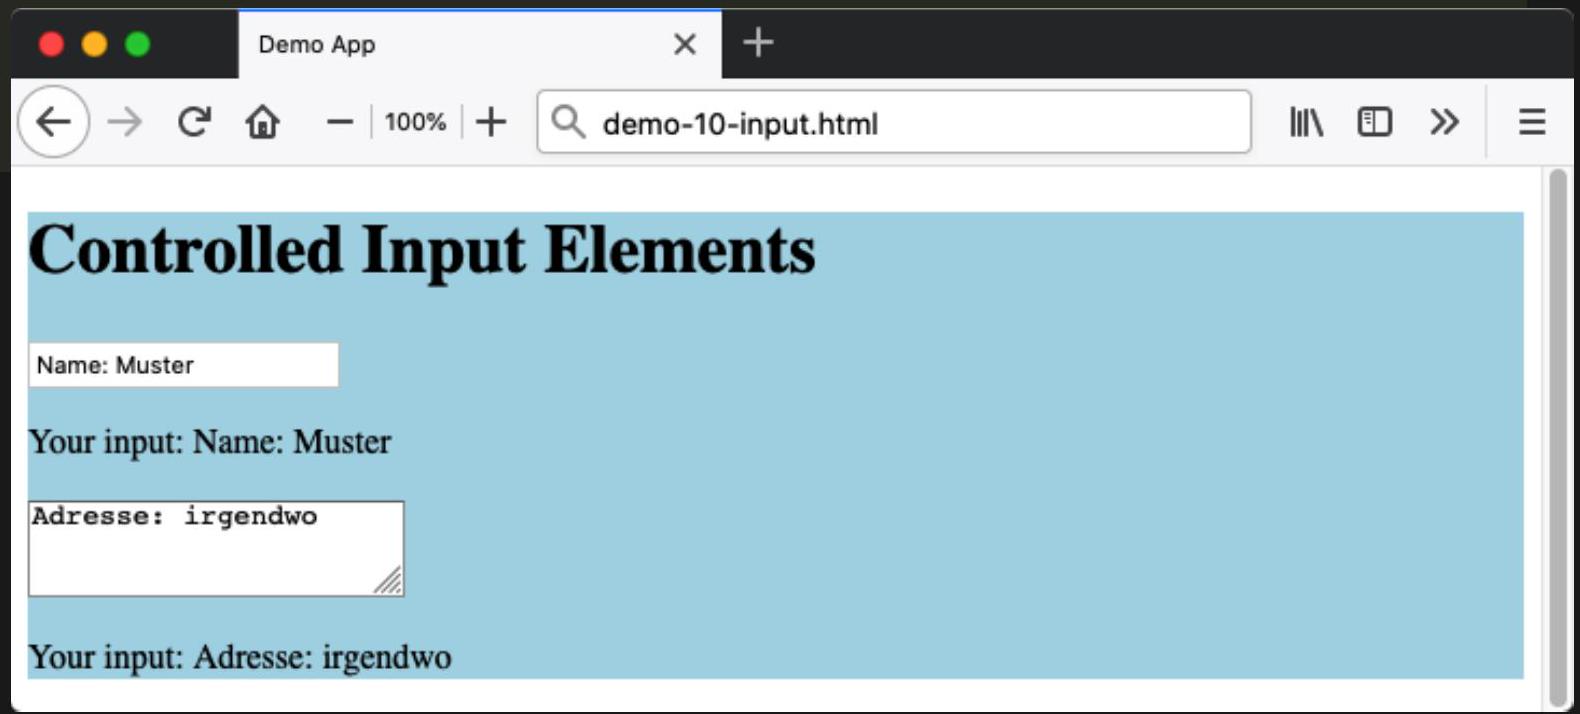 Demo App
100%
demo-10-input.html
Controlled Input Elements
Name: Muster
Your input: Name: Muster
Adresse: irgendwo
Your input: Adresse: irgendwo